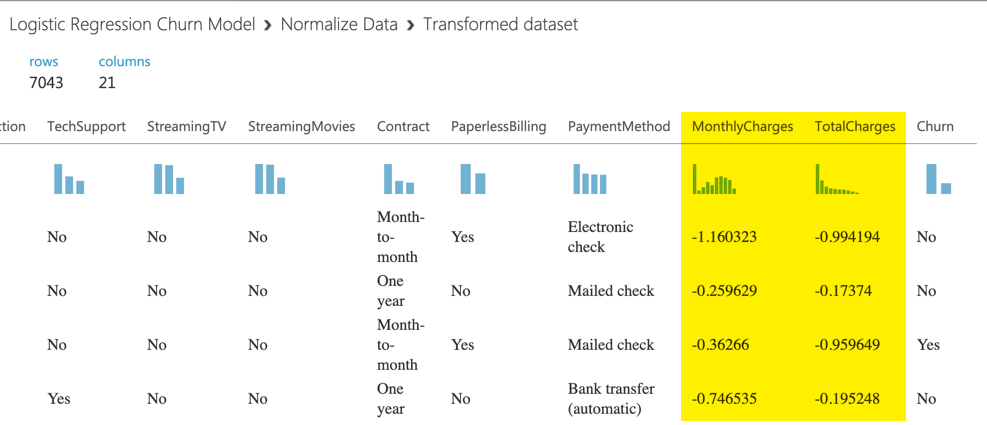 Logistic Regression Churn Model › Normalize Data › Transformed dataset
rows columns
7043 21
ction TechSupport StreamingTV StreamingMovies Contract PaperlessBilling PaymentMethod MonthlyCharges TotalCharges Churn
No No No Month-to-month Yes Electronic check -1.160323 -0.994194 No
No No No One year No Mailed check -0.259629 -0.17374 No
No No No Month-to-month Yes Mailed check -0.36266 -0.959649 Yes
Yes No No One year No Bank transfer (automatic) -0.746535 -0.195248 No